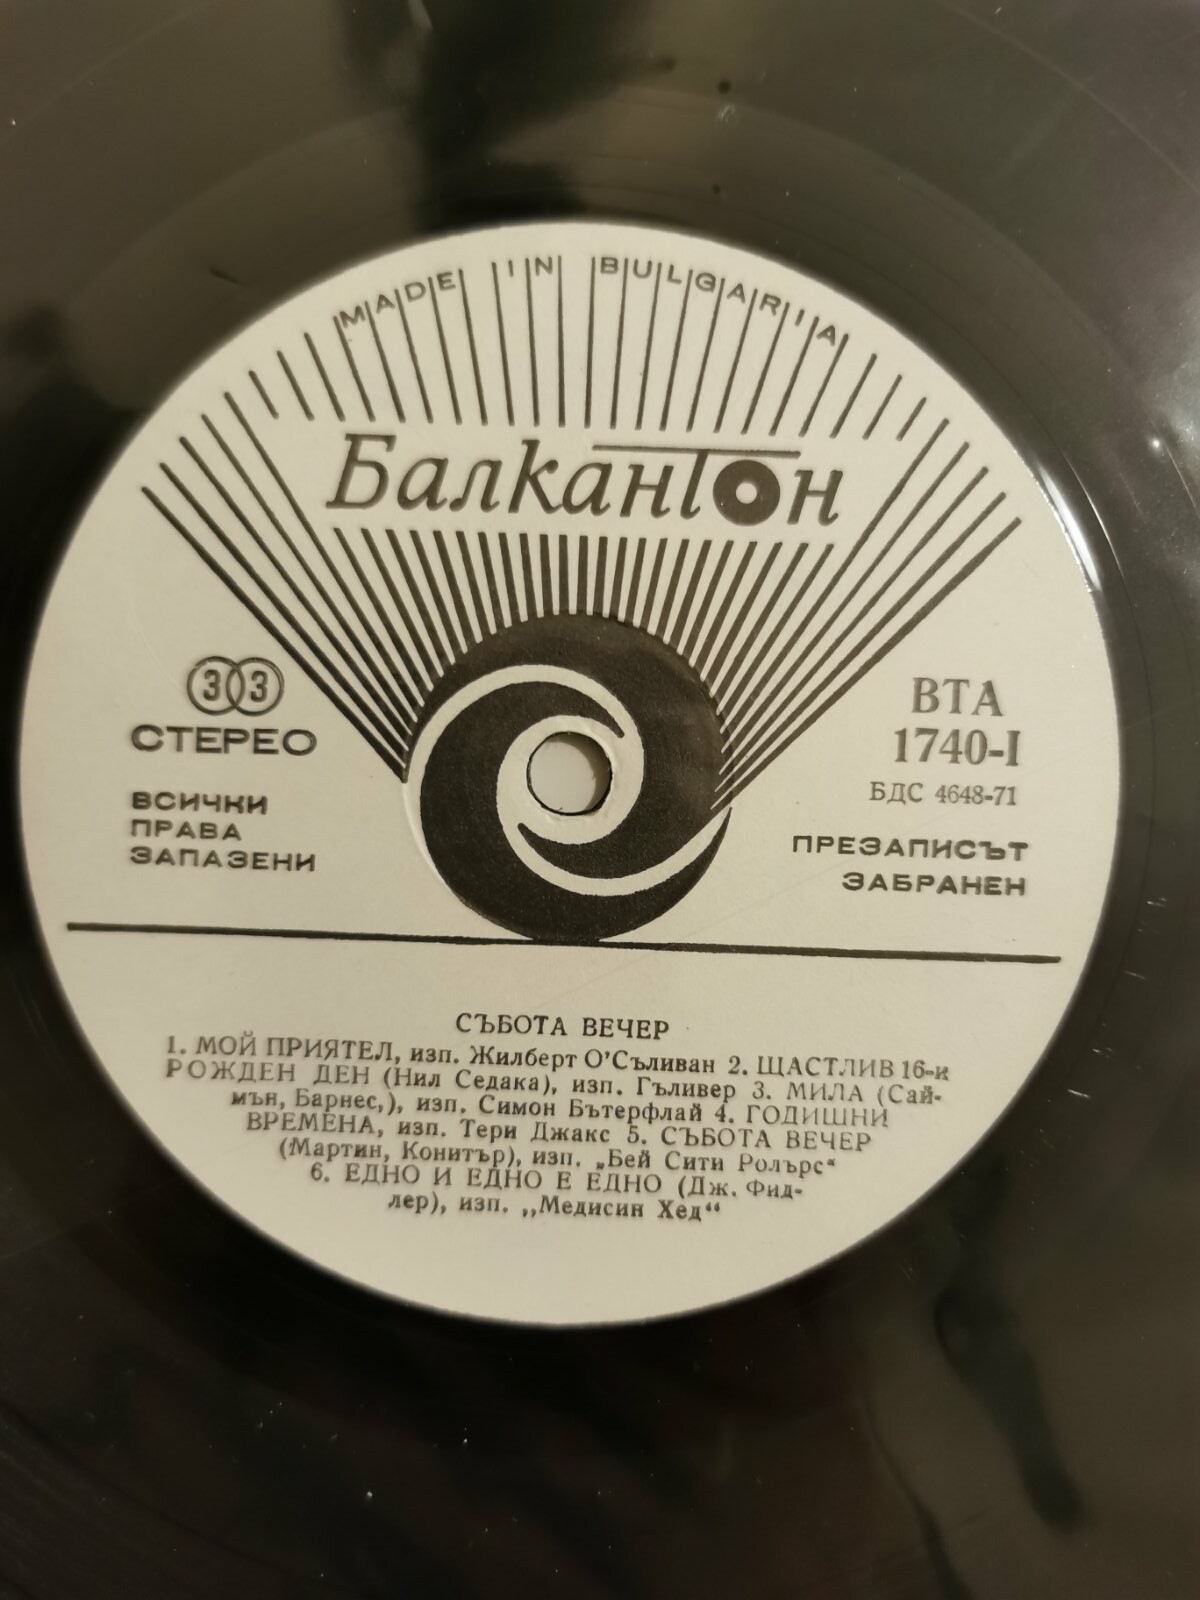 MADE IN BULGARIA
Балкантон
33
СТЕРЕО
ВСИЧКИ
ПРАВА
ЗАПАЗЕНИ
ВТА
1740-I
БДС 4648-71
ПРЕЗАПИСЪТ
ЗАБРАНЕН
СЪБОТА ВЕЧЕР
1. МОЙ ПРИЯТЕЛ, изп. Жилберт О'Съливан 2. ЩАСТЛИВ 16-и
РОЖДЕН ДЕН (Нил Седака), изп. Гъливер 3. МИЛА (Сай-
мън, Барнес,), изп. Симон Бътерфлай 4. ГОДИШНИ
ВРЕМЕНА, изп. Тери Джакс 5. СЪБОТА ВЕЧЕР
(Мартин, Конитър), изп. „Бей Сити Ролърс“
6. ЕДНО И ЕДНО Е ЕДНО (Дж. Фид-
лер), изп. „Медисин Хед“